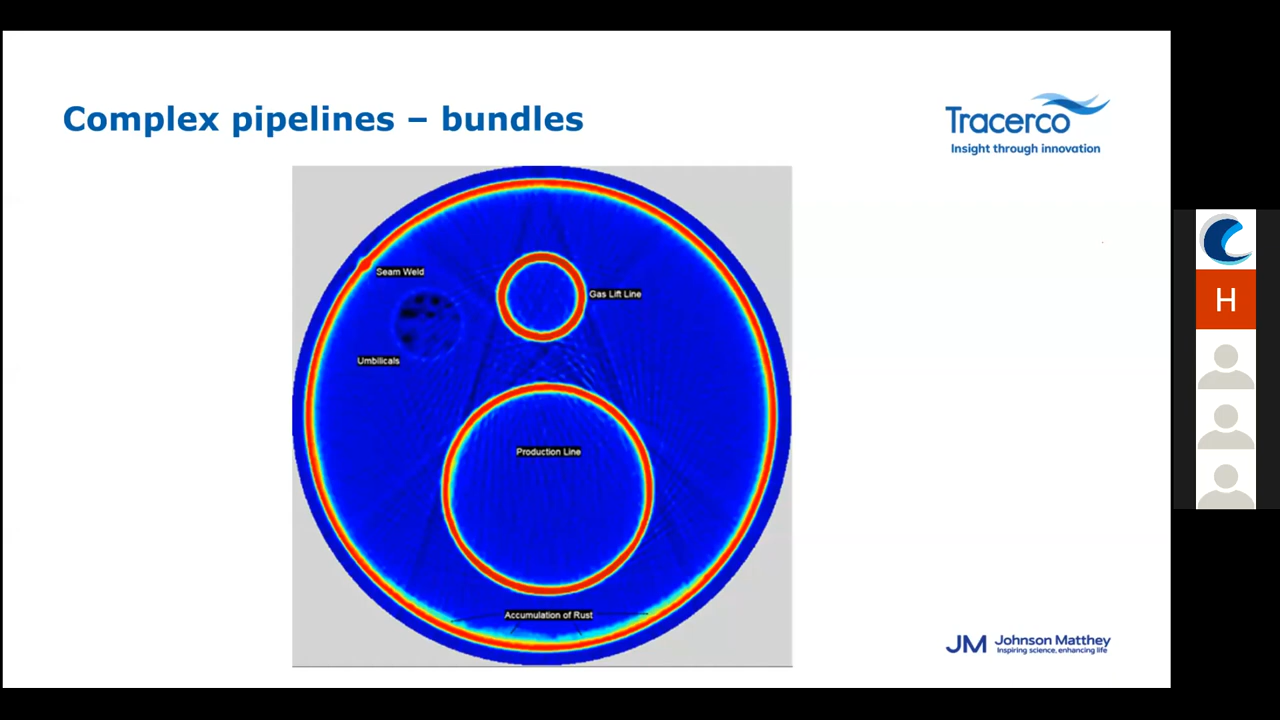 Complex pipelines – bundles
Tracerco
Insight through innovation
Seam Weld
Gas Lift Line
Umbilicals
Production Line
Accumulation of Rust
JM Johnson Matthey
Inspiring science, enhancing life
H